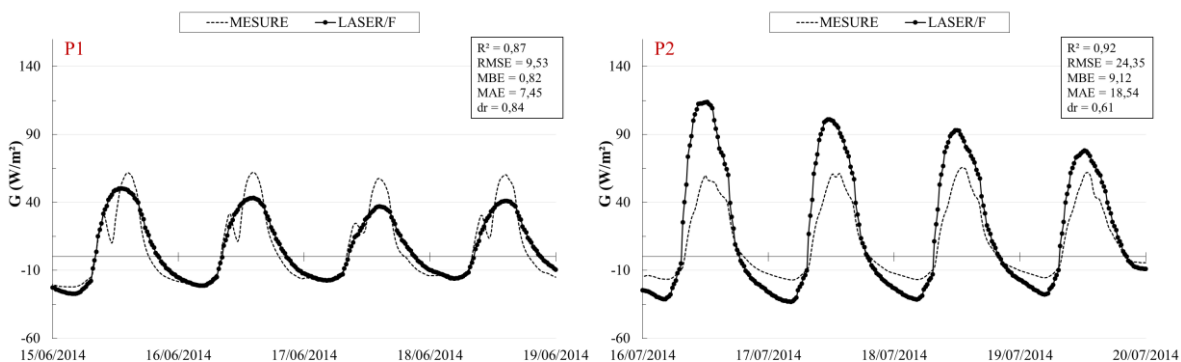 MESURE LASER/F
P1
R² = 0,87
RMSE = 9,53
MBE = 0,82
MAE = 7,45
dr = 0,84
G (W/m²)
140
90
40
-10
-60
15/06/2014 16/06/2014 17/06/2014 18/06/2014 19/06/2014
MESURE LASER/F
P2
R² = 0,92
RMSE = 24,35
MBE = 9,12
MAE = 18,54
dr = 0,61
G (W/m²)
140
90
40
-10
-60
16/07/2014 17/07/2014 18/07/2014 19/07/2014 20/07/2014